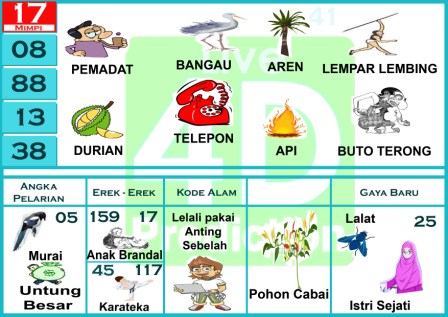 17
MIMPI
41
08
88
13
38
PEMADAT
BANGAU
AREN
LEMPAR LEMBING
DURIAN
TELEPON
API
BUTO TERONG
Live
4D
Prediction
ANGKA
PELARIAN
EREK - EREK
KODE ALAM
GAYA BARU
05
Murai
Untung
Besar
159 17
Anak Brandal
45 117
Karateka
Lelali pakai
Anting
Sebelah
Pohon Cabai
Lalat
25
Istri Sejati